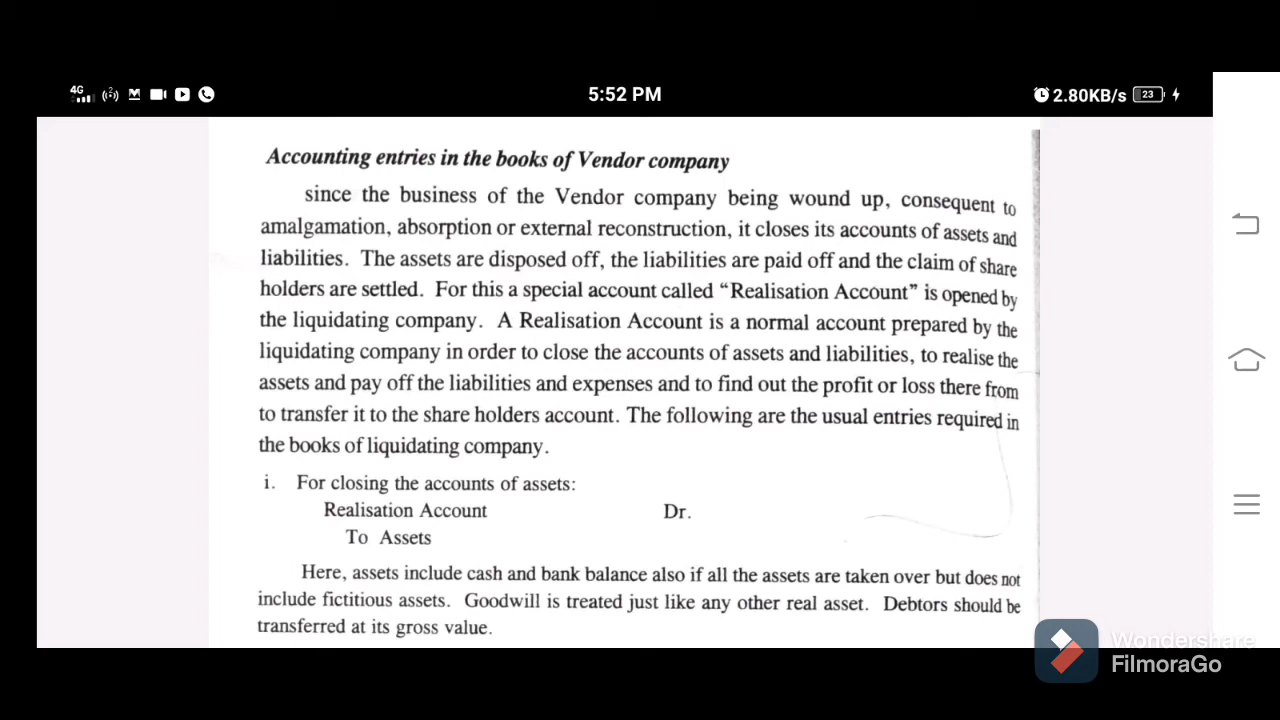 4G
5:52 PM
2.80KB/s 23
Accounting entries in the books of Vendor company
since the business of the Vendor company being wound up, consequent to
amalgamation, absorption or external reconstruction, it closes its accounts of assets and
liabilities. The assets are disposed off, the liabilities are paid off and the claim of share
holders are settled. For this a special account called “Realisation Account” is opened by
the liquidating company. A Realisation Account is a normal account prepared by the
liquidating company in order to close the accounts of assets and liabilities, to realise the
assets and pay off the liabilities and expenses and to find out the profit or loss there from
to transfer it to the share holders account. The following are the usual entries required in
the books of liquidating company.
i. For closing the accounts of assets:
Realisation Account Dr.
To Assets
Here, assets include cash and bank balance also if all the assets are taken over but does not
include fictitious assets. Goodwill is treated just like any other real asset. Debtors should be
transferred at its gross value.
Wondershare
FilmoraGo